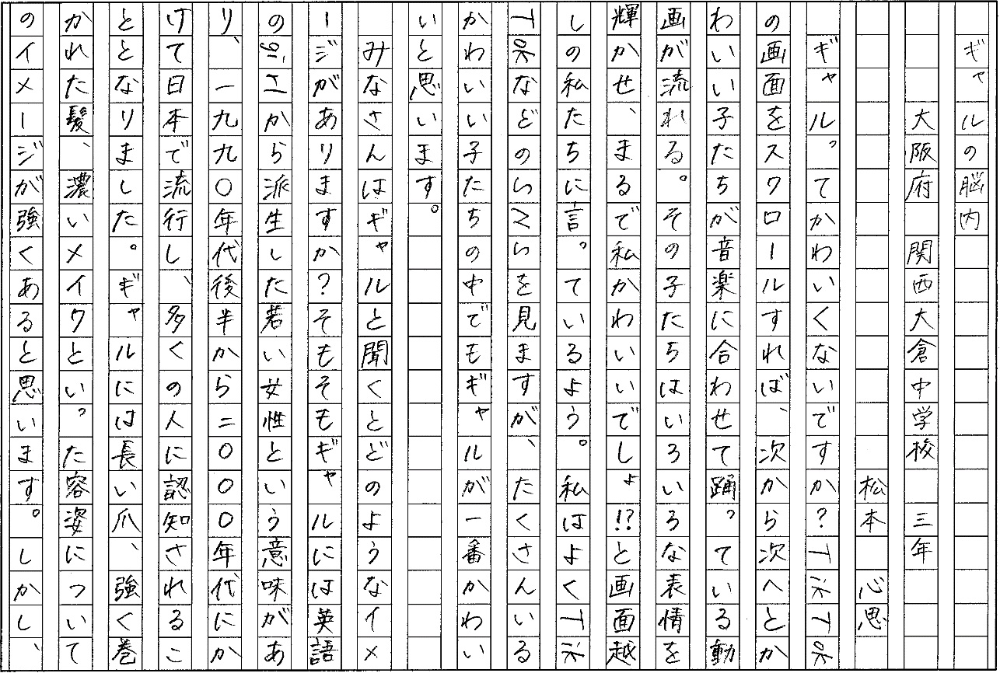 ギャルの脳内
大阪府 関西大倉中学校 三年
松本 心思
ギャルってかわいくないですか?TikTok
の画面をスクロールすれば、次から次へとか
わいい子たちが音楽に合わせて踊っている動
画が流れる。その子たちはいろいろな表情を
輝かせ、まるで私かわいいでしょ!?と画面越
しの私たちに言っているよう。私はよくTik
Tokなどのいいを見ますが、たくさんいる
かわいい子たちの中でもギャルが一番かわい
いと思います。
みなさんはギャルと聞くとどのようなイメ
ージがありますか?そもそもギャルには英語
のgirlから派生した若い女性という意味があ
り、一九九〇年代後半から二〇〇〇年代にか
けて日本で流行し、多くの人に認知されるこ
ととなりました。ギャルには長い爪、強く巻
かれた髪、濃いメイクといった容姿について
のイメージが強くあると思います。しかし、